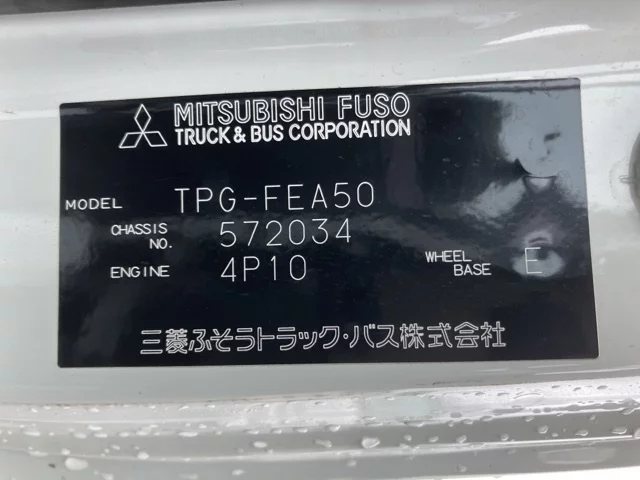 MITSUBISHI FUSO
TRUCK & BUS CORPORATION
MODEL TPG-FEA50
CHASSIS NO. 572034
ENGINE 4P10 WHEEL BASE E
三菱ふそうトラック・バス株式会社